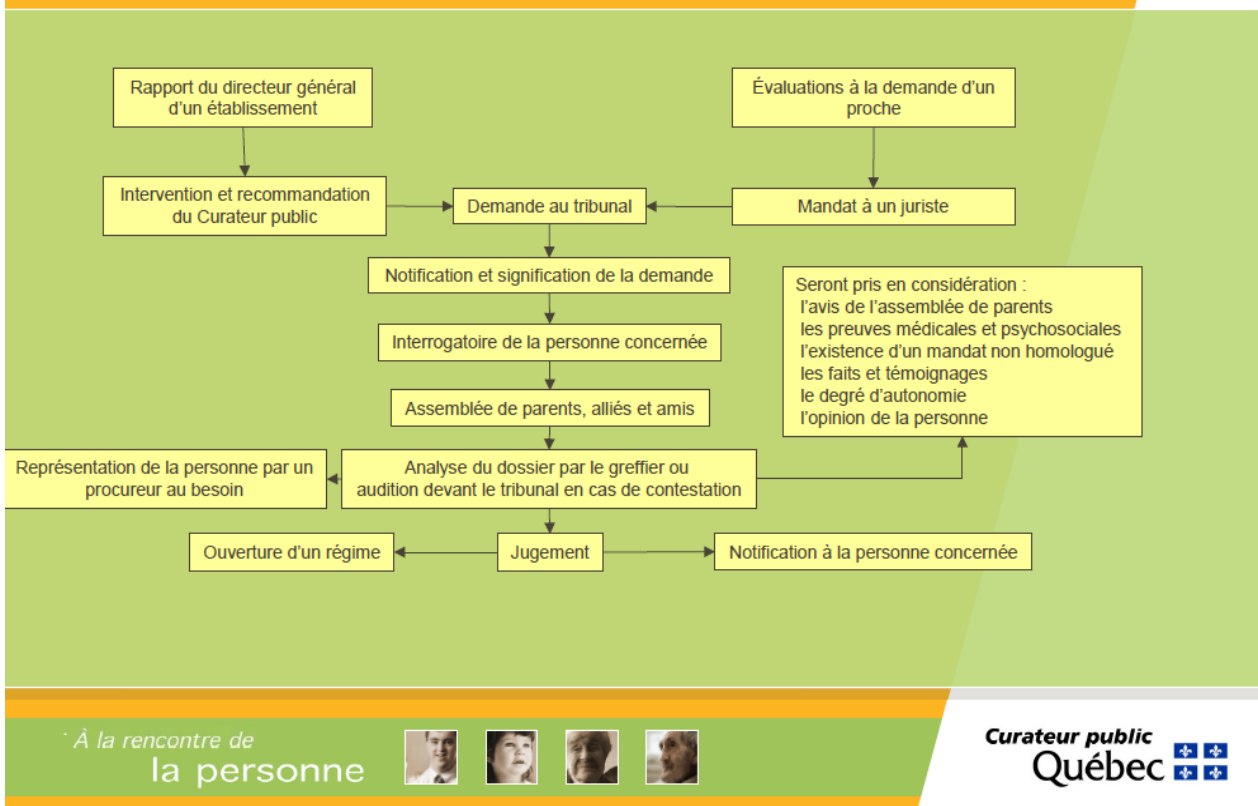 Rapport du directeur général
d'un établissement
Évaluations à la demande d'un
proche
Intervention et recommandation
du Curateur public
Demande au tribunal
Mandat à un juriste
Notification et signification de la demande
Seront pris en considération :
l'avis de l'assemblée de parents
les preuves médicales et psychosociales
l'existence d'un mandat non homologué
les faits et témoignages
le degré d'autonomie
l'opinion de la personne
Interrogatoire de la personne concernée
Assemblée de parents, alliés et amis
Représentation de la personne par un
procureur au besoin
Analyse du dossier par le greffier ou
audition devant le tribunal en cas de contestation
Ouverture d'un régime
Jugement
Notification à la personne concernée
À la rencontre de
la personne
Curateur public
Québec